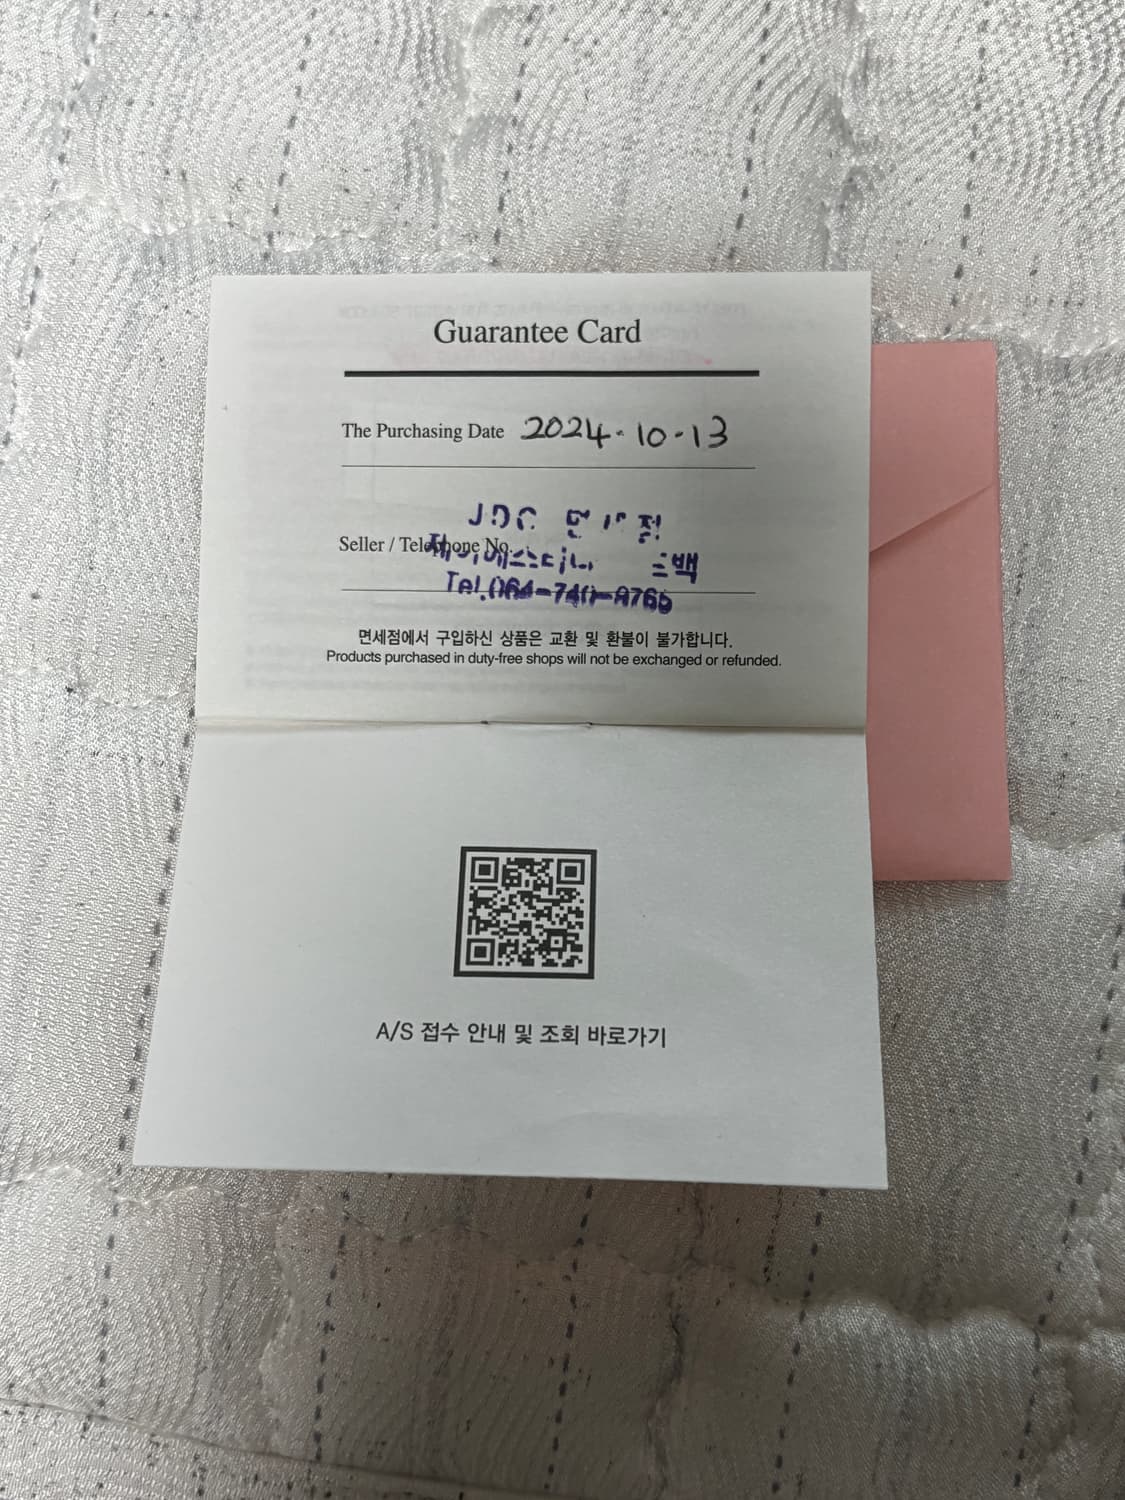 Guarantee Card
The Purchasing Date 2024-10-13
JDC
Seller / Telephone No.
Tel.064-740-
면세점에서 구입하신 상품은 교환 및 환불이 불가합니다.
Products purchased in duty-free shops will not be exchanged or refunded.
A/S 접수 안내 및 조회 바로가기